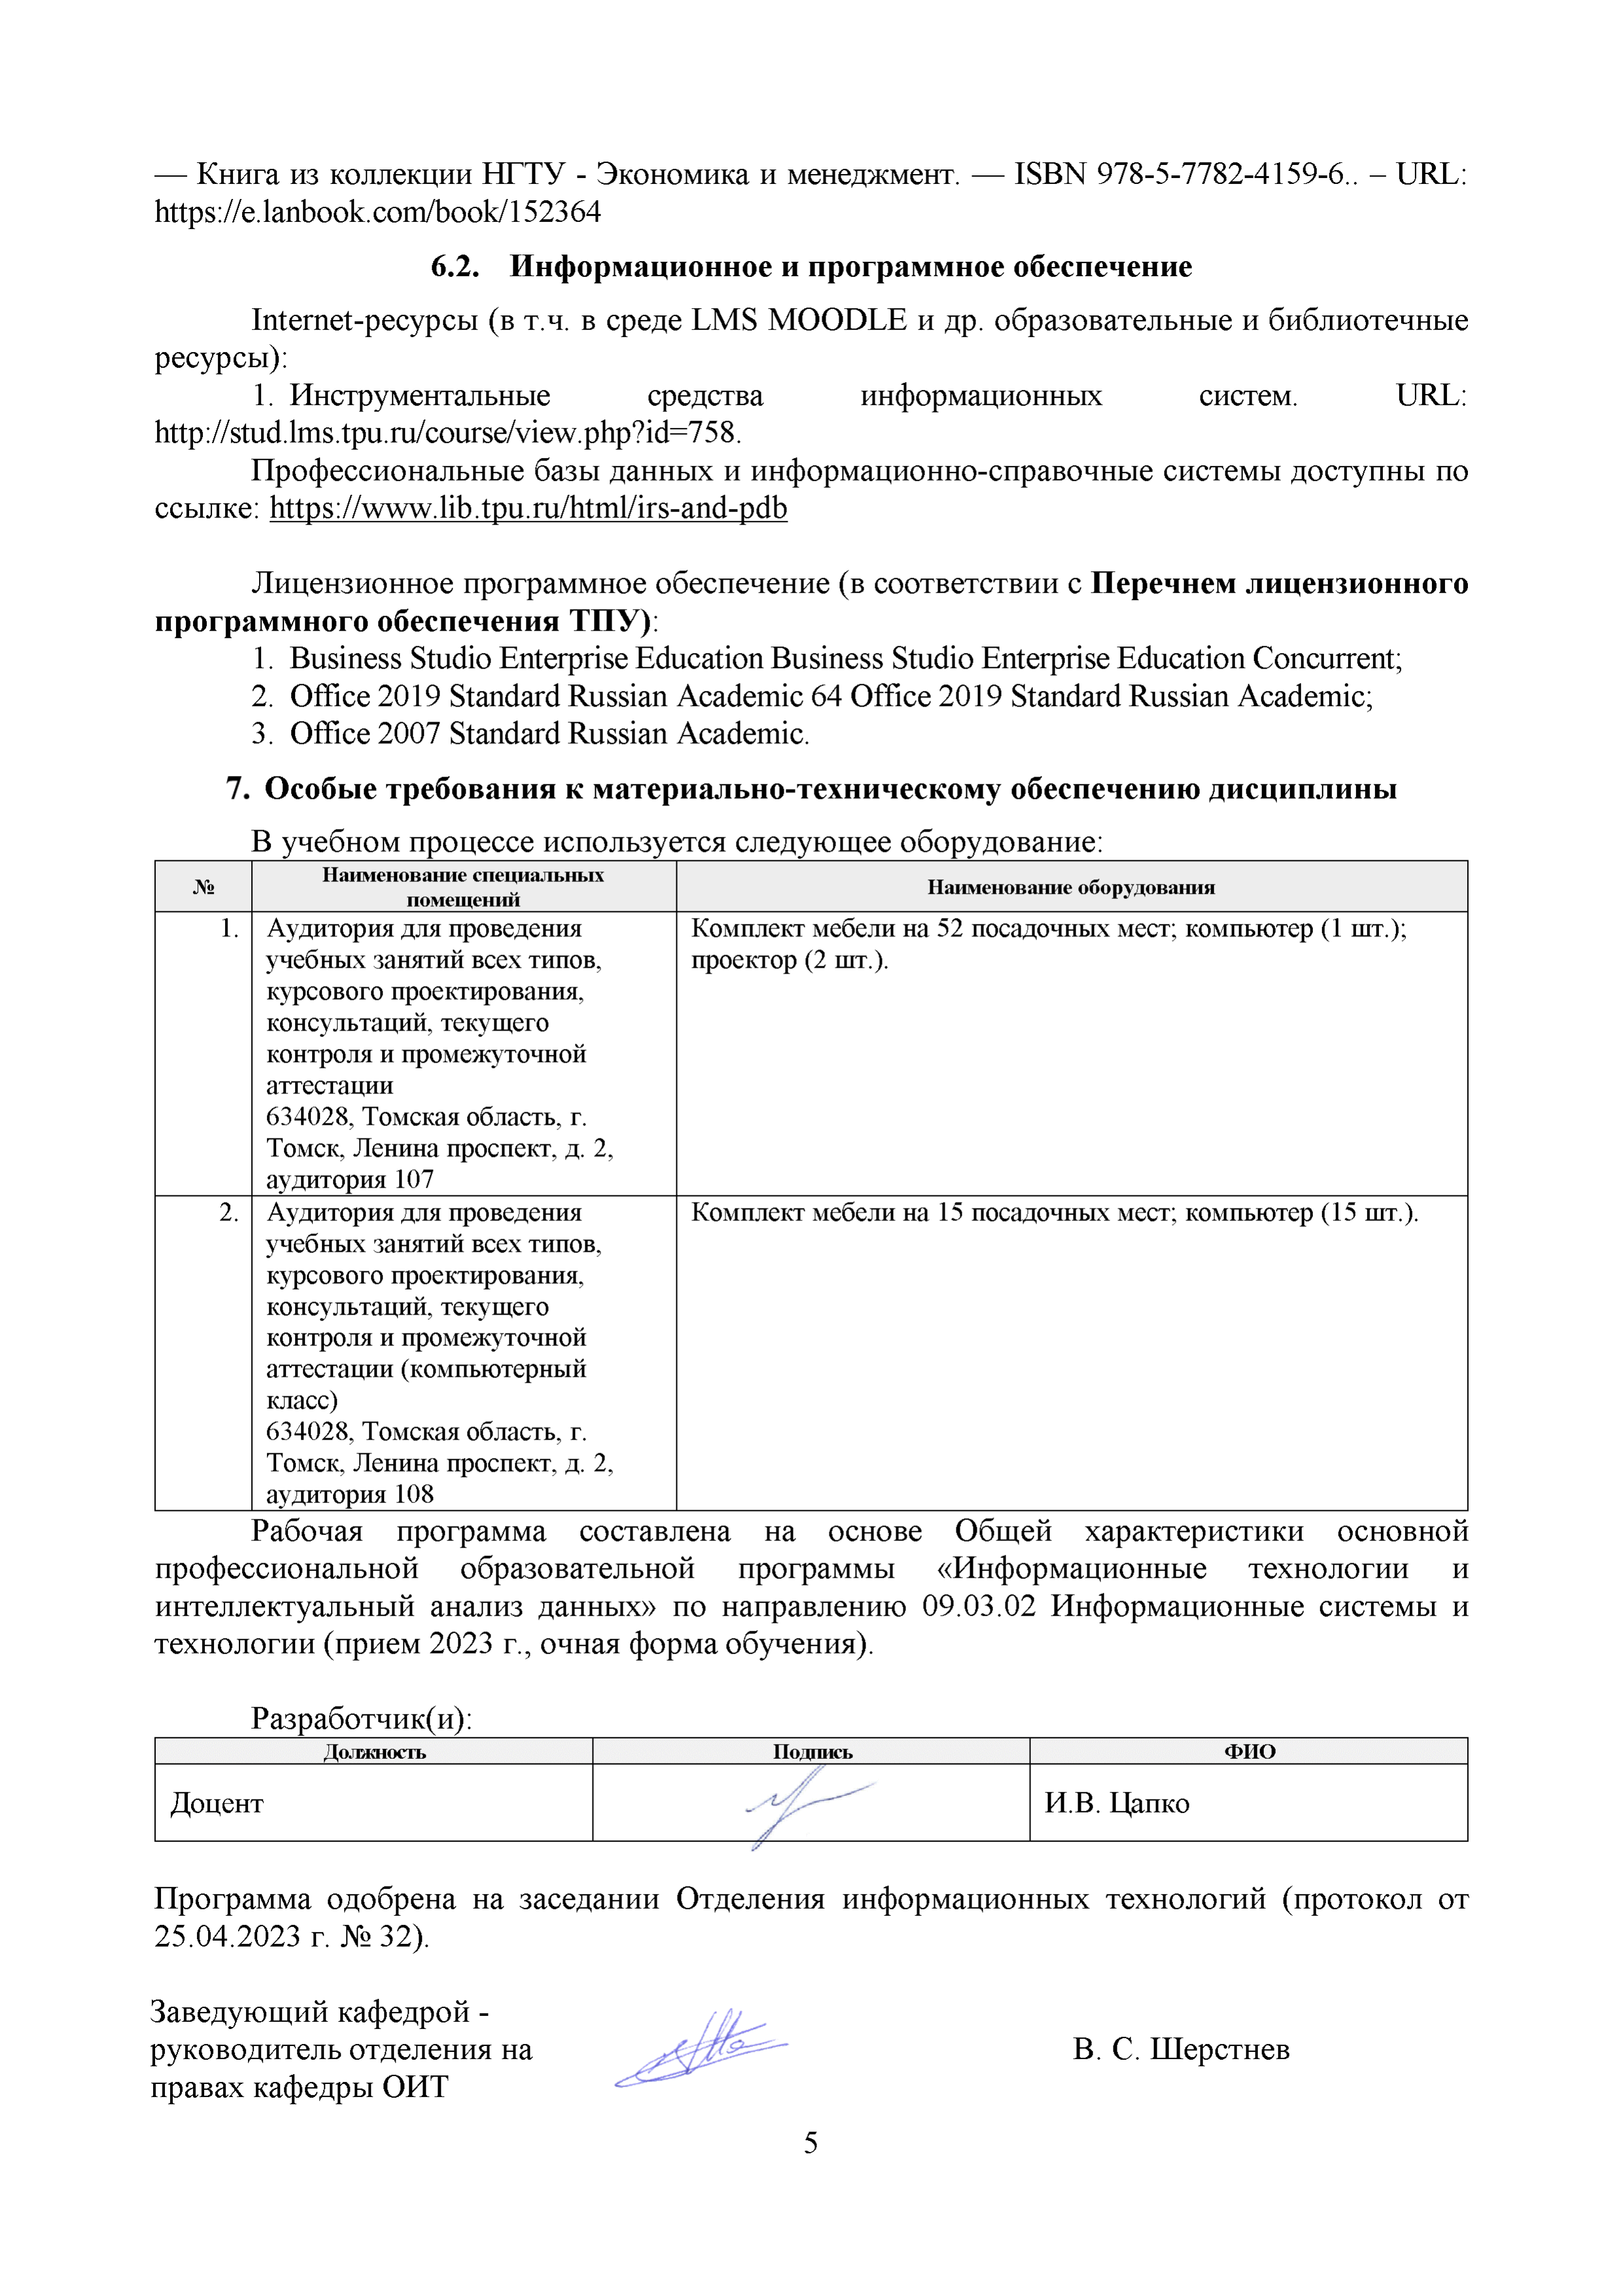 — Книга из коллекции НГТУ - Экономика и менеджмент. — ISBN 978-5-7782-4159-6.. – URL:
https://e.lanbook.com/book/152364
6.2. Информационное и программное обеспечение
Internet-ресурсы (в т.ч. в среде LMS MOODLE и др. образовательные и библиотечные
ресурсы):
1. Инструментальные средства информационных систем. URL:
http://stud.lms.tpu.ru/course/view.php?id=758.
Профессиональные базы данных и информационно-справочные системы доступны по
ссылке: https://www.lib.tpu.ru/html/irs-and-pdb
Лицензионное программное обеспечение (в соответствии с Перечнем лицензионного
программного обеспечения ТПУ):
1. Business Studio Enterprise Education Business Studio Enterprise Education Concurrent;
2. Office 2019 Standard Russian Academic 64 Office 2019 Standard Russian Academic;
3. Office 2007 Standard Russian Academic.
7. Особые требования к материально-техническому обеспечению дисциплины
В учебном процессе используется следующее оборудование:
№
Наименование специальных
помещений
Наименование оборудования
1.
Аудитория для проведения
учебных занятий всех типов,
курсового проектирования,
консультаций, текущего
контроля и промежуточной
аттестации
634028, Томская область, г.
Томск, Ленина проспект, д. 2,
аудитория 107
Комплект мебели на 52 посадочных мест; компьютер (1 шт.);
проектор (2 шт.).
2.
Аудитория для проведения
учебных занятий всех типов,
курсового проектирования,
консультаций, текущего
контроля и промежуточной
аттестации (компьютерный
класс)
634028, Томская область, г.
Томск, Ленина проспект, д. 2,
аудитория 108
Комплект мебели на 15 посадочных мест; компьютер (15 шт.).
Рабочая программа составлена на основе Общей характеристики основной
профессиональной образовательной программы «Информационные технологии и
интеллектуальный анализ данных» по направлению 09.03.02 Информационные системы и
технологии (прием 2023 г., очная форма обучения).
Разработчик(и):
Должность Подпись ФИО
Доцент И.В. Цапко
Программа одобрена на заседании Отделения информационных технологий (протокол от
25.04.2023 г. № 32).
Заведующий кафедрой -
руководитель отделения на
правах кафедры ОИТ
В. С. Шерстнев
5